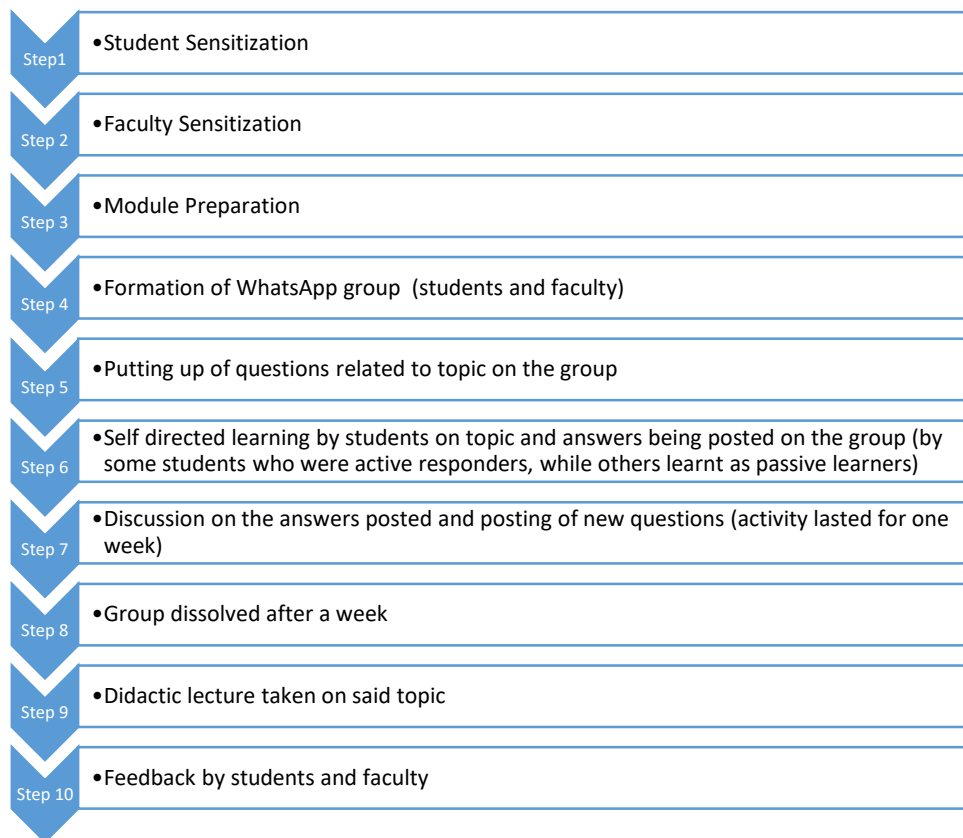 Step1
•Student Sensitization
Step 2
•Faculty Sensitization
Step 3
•Module Preparation
Step 4
•Formation of WhatsApp group  (students and faculty)
Step 5
•Putting up of questions related to topic on the group
Step 6
•Self directed learning by students on topic and answers being posted on the group (by
some students who were active responders, while others learnt as passive learners)
Step 7
•Discussion on the answers posted and posting of new questions (activity lasted for one
week)
Step 8
•Group dissolved after a week
Step 9
•Didactic lecture taken on said topic
Step 10
•Feedback by students and faculty